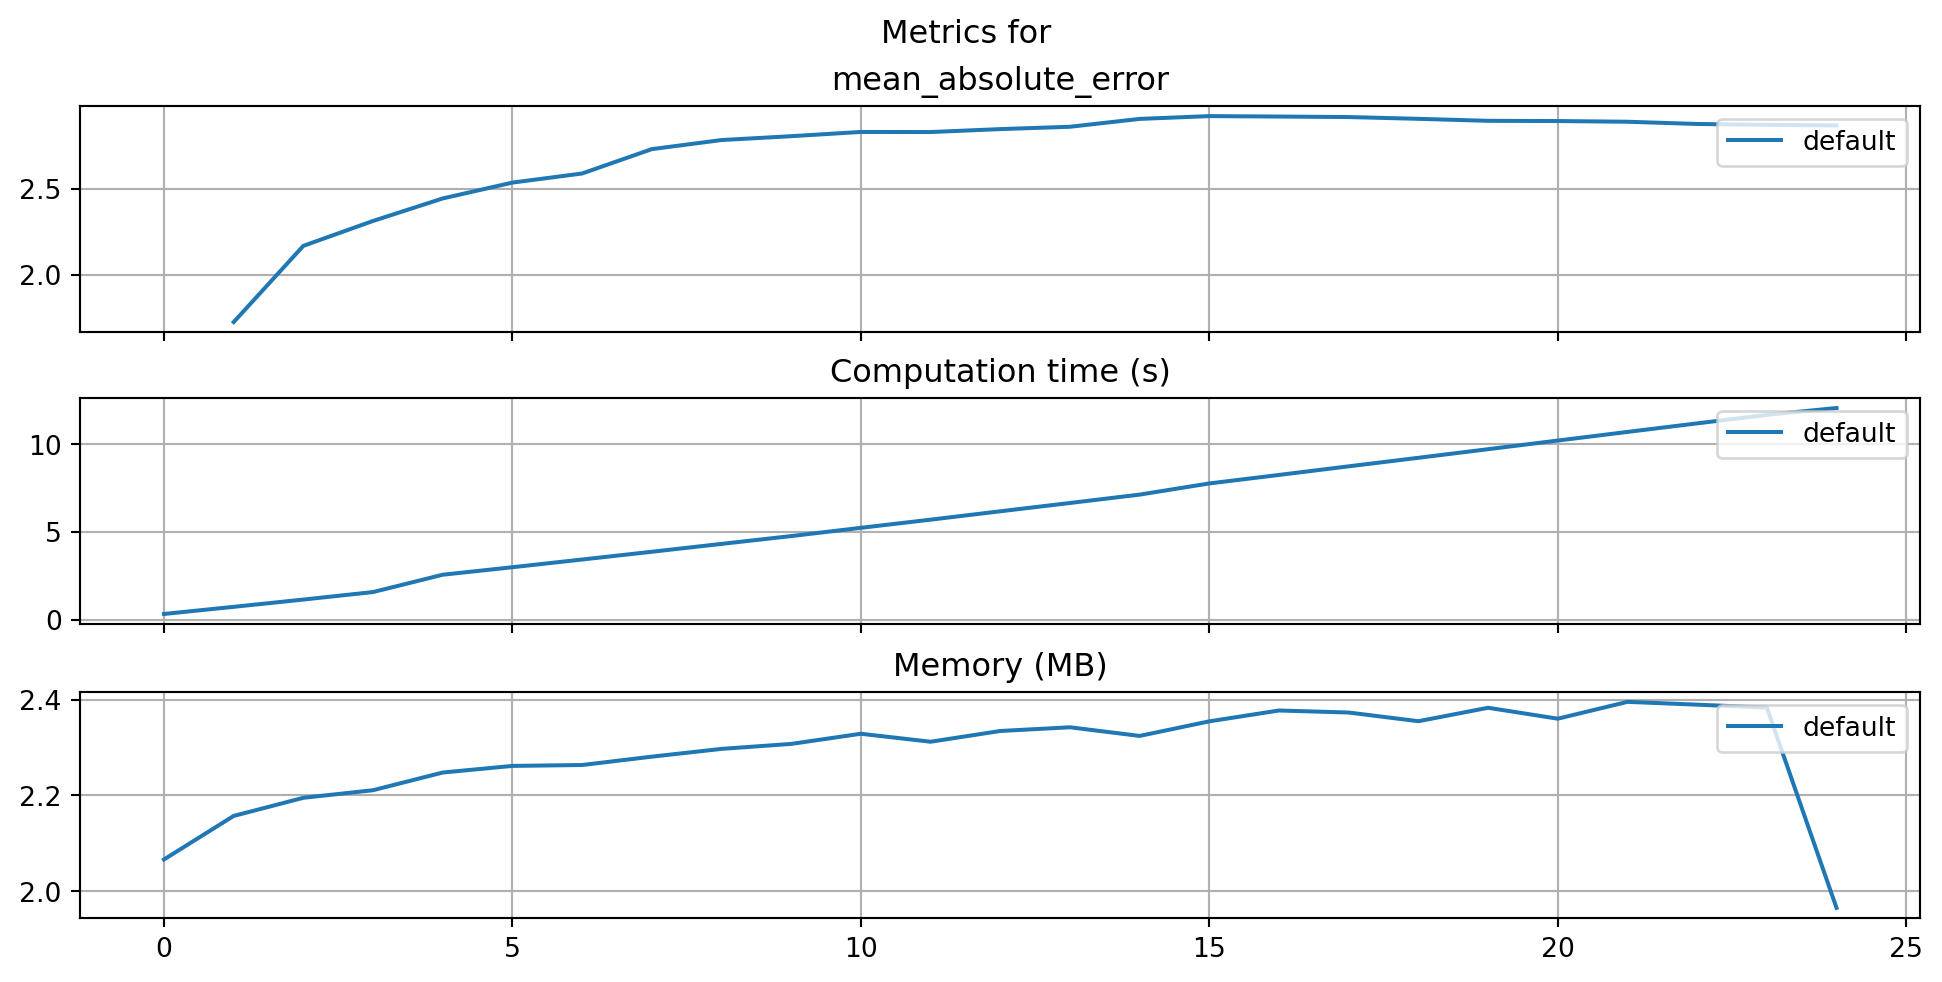 Metrics for
mean_absolute_error
2.5
2.0
default
Computation time (s)
10
5
0
default
Memory (MB)
2.4
2.2
2.0
default
0 5 10 15 20 25